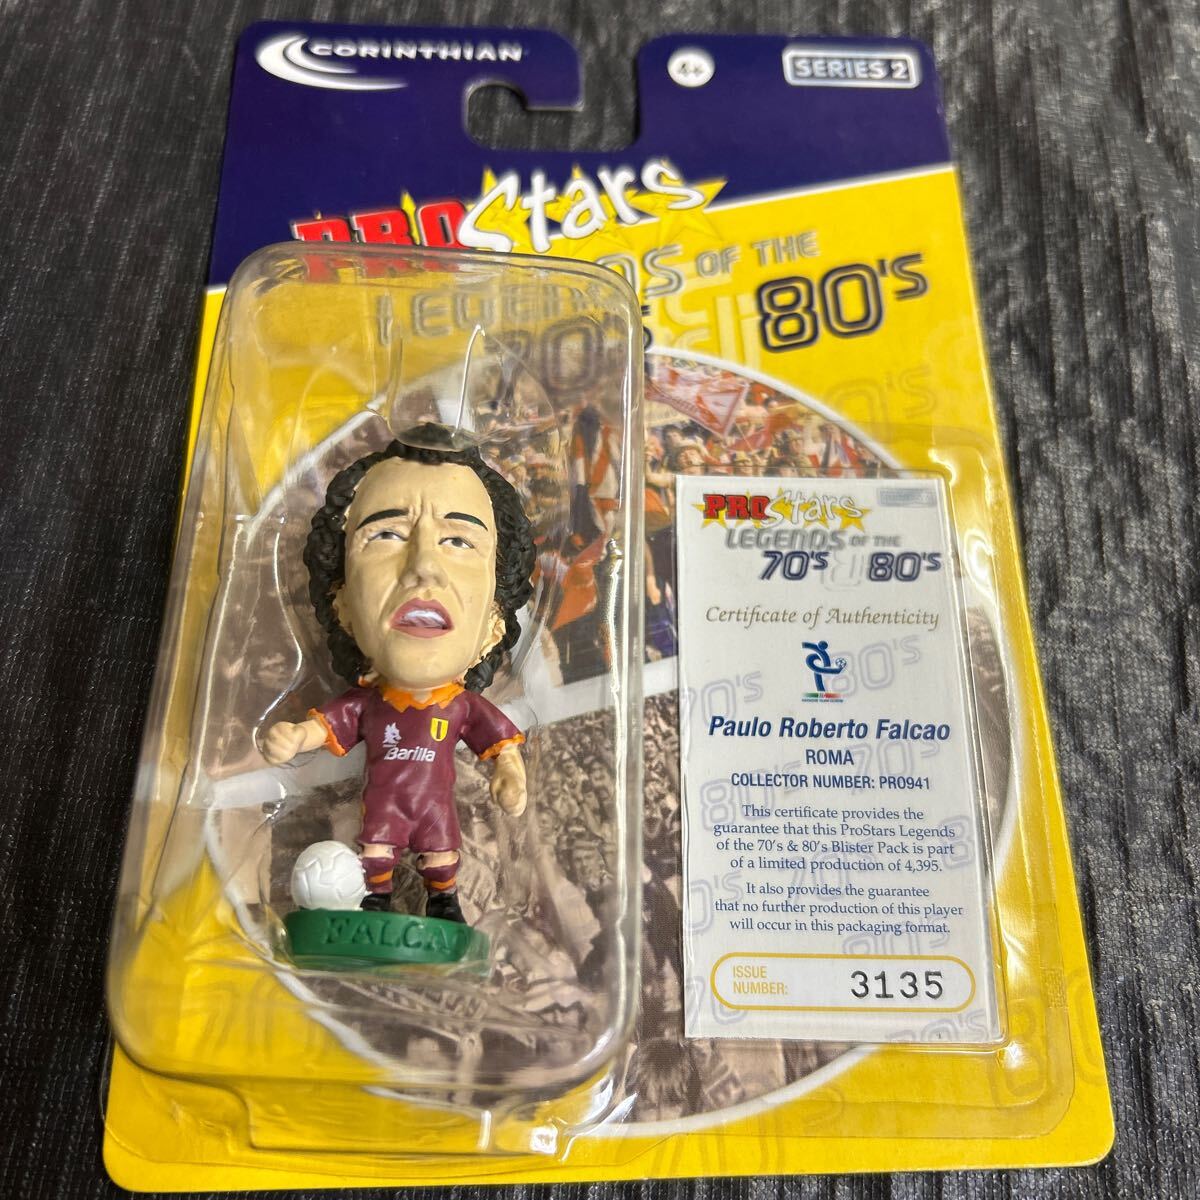 CORINTHIAN
4+
SERIES 2
PRO Stars
LEGENDS OF THE
70'S 80'S
Barilla
FALCA
PRO Stars
LEGENDS OF THE
70'S 80'S
Certificate of Authenticity
Paulo Roberto Falcao
ROMA
COLLECTOR NUMBER: PRO941
This certificate provides the
guarantee that this ProStars Legends
of the 70's & 80's Blister Pack is part
of a limited production of 4,395.
It also provides the guarantee
that no further production of this player
will occur in this packaging format.
ISSUE
NUMBER:
3135